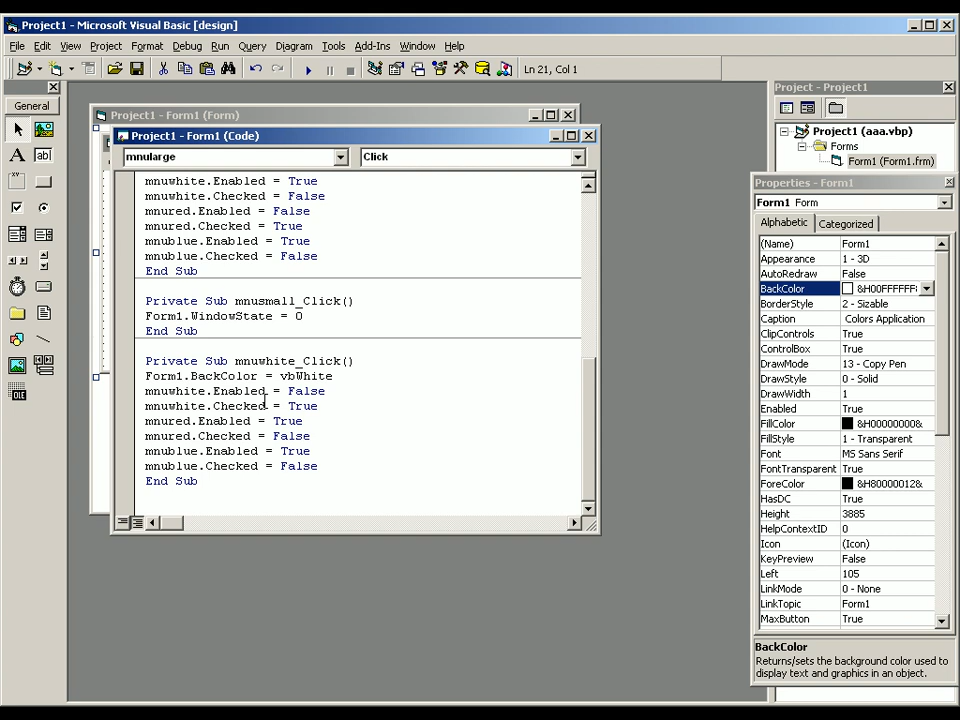 Project1 - Microsoft Visual Basic [design]
File Edit View Project Format Debug Run Query Diagram Tools Add-Ins Window Help
Ln 21, Col 1
General
Project1 - Form1 (Form)
Project1 - Form1 (Code)
mnularge Click
mnuwhite.Enabled = True
mnuwhite.Checked = False
mnured.Enabled = False
mnured.Checked = True
mnublue.Enabled = True
mnublue.Checked = False
End Sub
Private Sub mnusmall_Click()
Form1.WindowState = 0
End Sub
Private Sub mnuwhite_Click()
Form1.BackColor = vbWhite
mnuwhite.Enabled = False
mnuwhite.Checked = True
mnured.Enabled = True
mnured.Checked = False
mnublue.Enabled = True
mnublue.Checked = False
End Sub
Project - Project1
Project1 (aaa.vbp)
Forms
Form1 (Form1.frm)
Properties - Form1
Form1 Form
Alphabetic Categorized
(Name) Form1
Appearance 1 - 3D
AutoRedraw False
BackColor &H00FFFFFF&
BorderStyle 2 - Sizable
Caption Colors Application
ClipControls True
ControlBox True
DrawMode 13 - Copy Pen
DrawStyle 0 - Solid
DrawWidth 1
Enabled True
FillColor &H00000000&
FillStyle 1 - Transparent
Font MS Sans Serif
FontTransparent True
ForeColor &H80000012&
HasDC True
Height 3885
HelpContextID 0
Icon (Icon)
KeyPreview False
Left 105
LinkMode 0 - None
LinkTopic Form1
MaxButton True
BackColor
Returns/sets the background color used to
display text and graphics in an object.